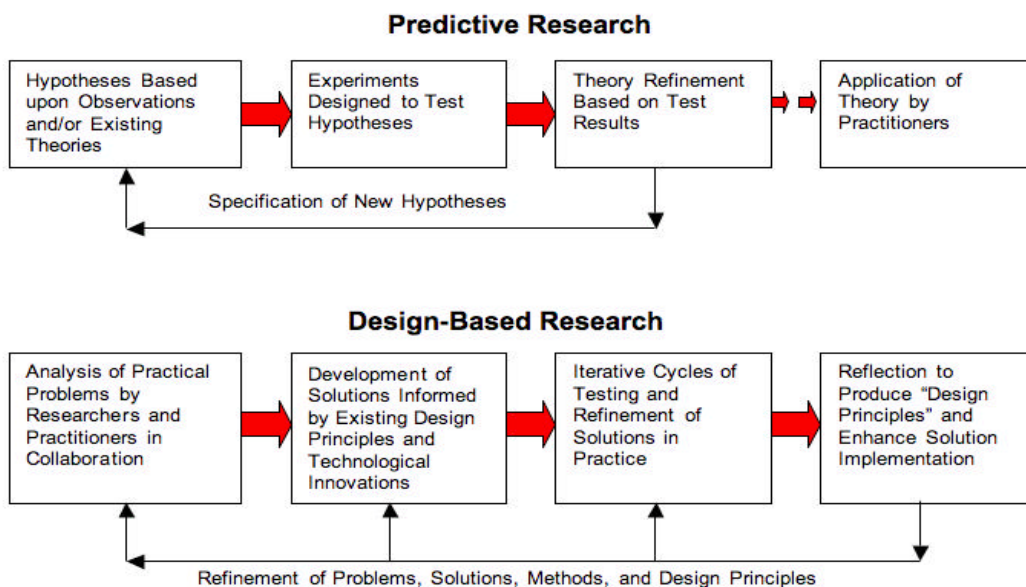 Predictive Research
Hypotheses Based
upon Observations
and/or Existing
Theories
Experiments
Designed to Test
Hypotheses
Theory Refinement
Based on Test
Results
Application of
Theory by
Practitioners
Specification of New Hypotheses
Design-Based Research
Analysis of Practical
Problems by
Researchers and
Practitioners in
Collaboration
Development of
Solutions Informed
by Existing Design
Principles and
Technological
Innovations
Iterative Cycles of
Testing and
Refinement of
Solutions in
Practice
Reflection to
Produce “Design
Principles” and
Enhance Solution
Implementation
Refinement of Problems, Solutions, Methods, and Design Principles